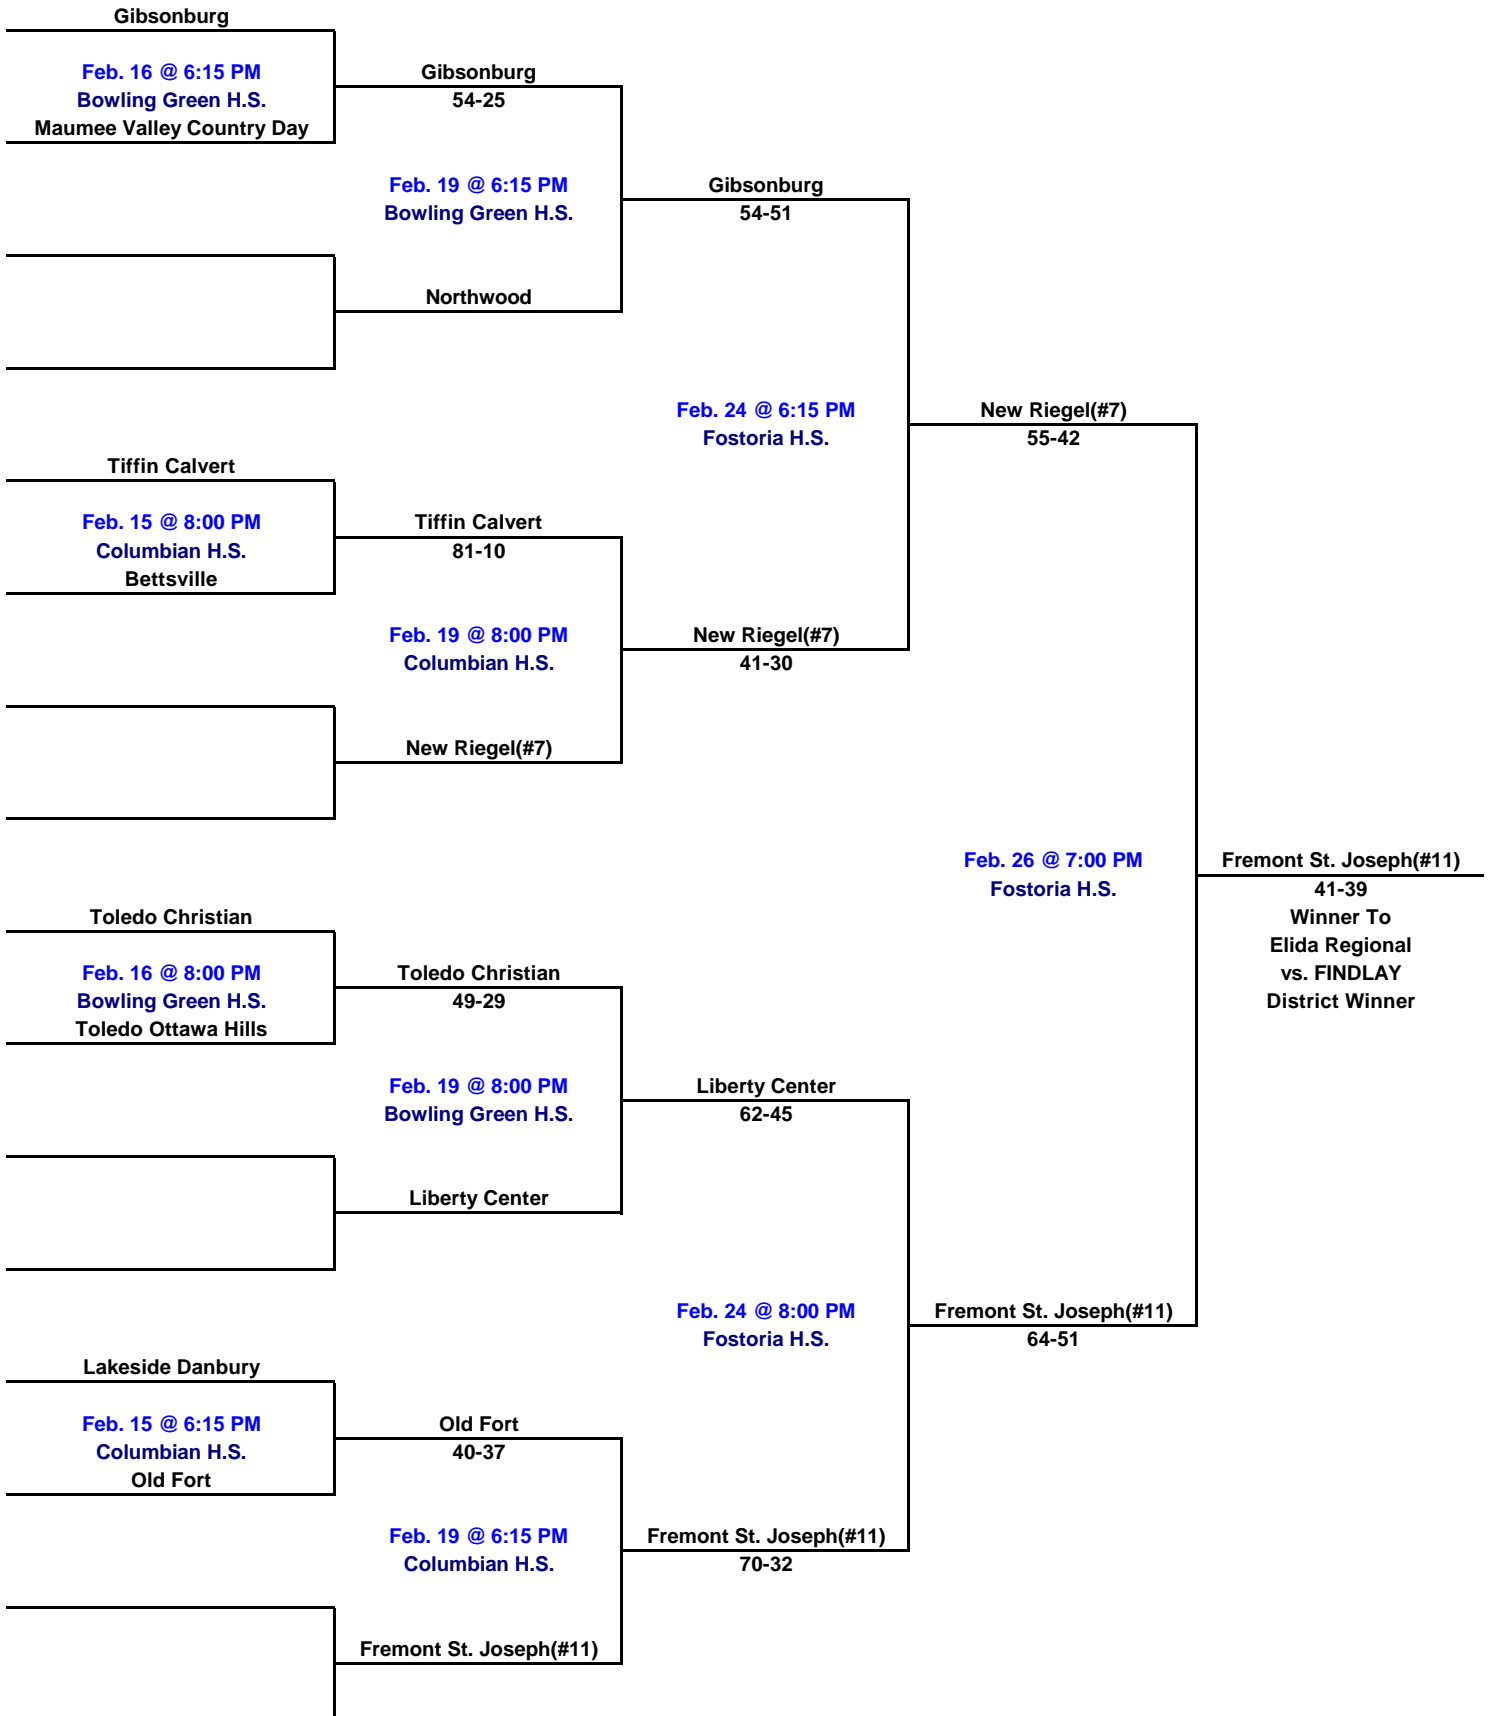 Gibsonburg
Feb. 16 @ 6:15 PM
Gibsonburg
Bowling Green H.S.
54-25
Maumee Valley Country Day
Feb. 19 @ 6:15 PM
Gibsonburg
Bowling Green H.S.
54-51
Northwood
Feb. 24 @ 6:15 PM
New Riegel(#7)
Fostoria H.S.
55-42
Tiffin Calvert
Feb. 15 @ 8:00 PM
Tiffin Calvert
Columbian H.S.
81-10
Bettsville
Feb. 19 @ 8:00 PM
New Riegel(#7)
Columbian H.S.
41-30
New Riegel(#7)
Feb. 26 @ 7:00 PM
Fremont St. Joseph(#11)
Fostoria H.S.
41-39
Toledo Christian
Winner To
Elida Regional
Feb. 16 @ 8:00 PM
Toledo Christian
vs. FINDLAY
Bowling Green H.S.
49-29
District Winner
Toledo Ottawa Hills
Feb. 19 @ 8:00 PM
Liberty Center
Bowling Green H.S.
62-45
Liberty Center
Feb. 24 @ 8:00 PM
Fremont St. Joseph(#11)
Fostoria H.S.
64-51
Lakeside Danbury
Feb. 15 @ 6:15 PM
Old Fort
Columbian H.S.
40-37
Old Fort
Feb. 19 @ 6:15 PM
Fremont St. Joseph(#11)
Columbian H.S.
70-32
Fremont St. Joseph(#11)